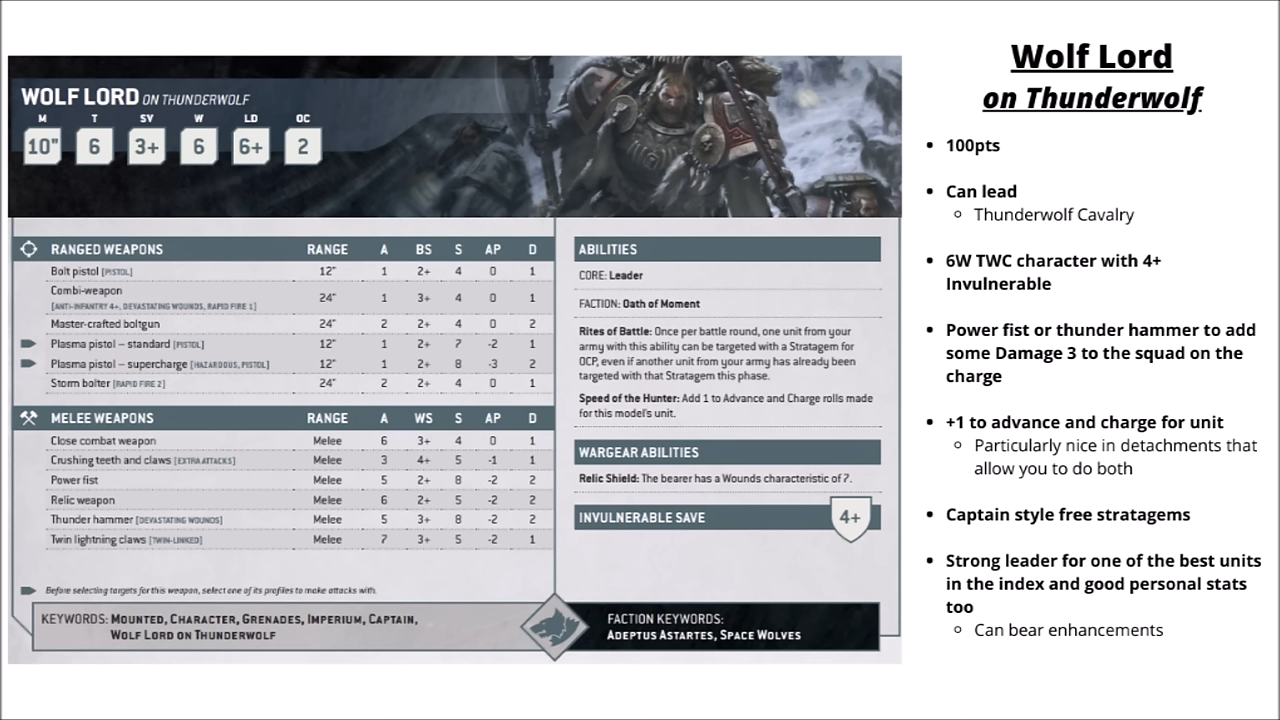 WOLF LORD ON THUNDERWOLF
M T SV W LD OC
10" 6 3+ 6 6+ 2
RANGED WEAPONS RANGE A BS S AP D
Bolt pistol [PISTOL] 12" 1 2+ 4 0 1
Combi-weapon
[ANTI-INFANTRY 4+, DEVASTATING WOUNDS, RAPID FIRE 1] 24" 1 3+ 4 0 1
Master-crafted boltgun 24" 2 2+ 4 0 2
Plasma pistol – standard [PISTOL] 12" 1 2+ 7 -2 1
Plasma pistol – supercharge [HAZARDOUS, PISTOL] 12" 1 2+ 8 -3 2
Storm bolter [RAPID FIRE 2] 24" 2 2+ 4 0 1
MELEE WEAPONS RANGE A WS S AP D
Close combat weapon Melee 6 3+ 4 0 1
Crushing teeth and claws [EXTRA ATTACKS] Melee 3 4+ 5 -1 1
Power fist Melee 5 2+ 8 -2 2
Relic weapon Melee 6 2+ 5 -2 2
Thunder hammer [DEVASTATING WOUNDS] Melee 5 3+ 8 -2 2
Twin lightning claws [TWIN-LINKED] Melee 7 3+ 5 -2 1
Before selecting targets for this weapon, select one of its profiles to make attacks with.
KEYWORDS: MOUNTED, CHARACTER, GRENADES, IMPERIUM, CAPTAIN,
WOLF LORD ON THUNDERWOLF
ABILITIES
CORE: Leader
FACTION: Oath of Moment
Rites of Battle: Once per battle round, one unit from your
army with this ability can be targeted with a Stratagem for
0CP, even if another unit from your army has already been
targeted with that Stratagem this phase.
Speed of the Hunter: Add 1 to Advance and Charge rolls made
for this model's unit.
WARGEAR ABILITIES
Relic Shield: The bearer has a Wounds characteristic of 7.
INVULNERABLE SAVE 4+
FACTION KEYWORDS:
ADEPTUS ASTARTES, SPACE WOLVES
Wolf Lord
on Thunderwolf
• 100pts
• Can lead
◦ Thunderwolf Cavalry
• 6W TWC character with 4+
Invulnerable
• Power fist or thunder hammer to add
some Damage 3 to the squad on the
charge
• +1 to advance and charge for unit
◦ Particularly nice in detachments that
allow you to do both
• Captain style free stratagems
• Strong leader for one of the best units
in the index and good personal stats
too
◦ Can bear enhancements